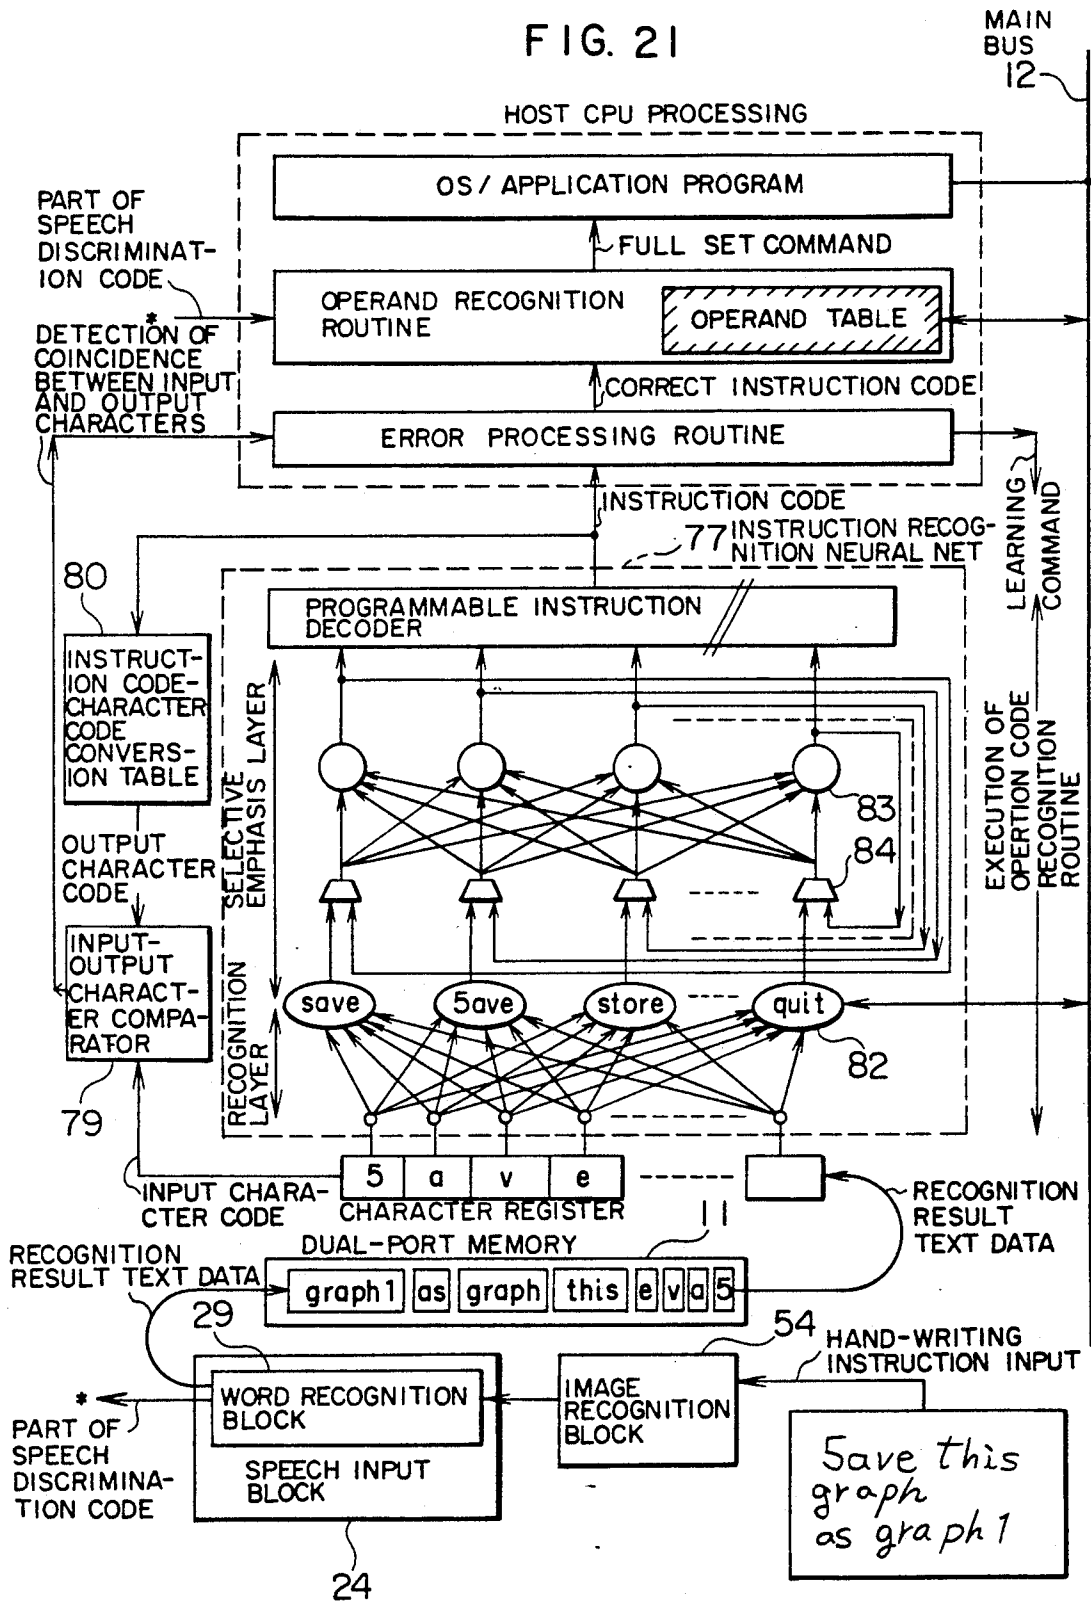 FIG. 21
MAIN
BUS
12
HOST CPU PROCESSING
OS/APPLICATION PROGRAM
PART OF
SPEECH
DISCRIMINAT-
ION CODE
*
FULL SET COMMAND
OPERAND RECOGNITION
ROUTINE
OPERAND TABLE
DETECTION OF
COINCIDENCE
BETWEEN INPUT
AND OUTPUT
CHARACTERS
CORRECT INSTRUCTION CODE
ERROR PROCESSING ROUTINE
LEARNING
COMMAND
INSTRUCTION CODE
77 INSTRUCTION RECOG-
NITION NEURAL NET
80
PROGRAMMABLE INSTRUCTION
DECODER
INSTRUCT-
ION CODE-
CHARACTER
CODE
CONVERS-
ION TABLE
SELECTIVE
EMPHASIS LAYER
83
84
EXECUTION OF
OPERTION CODE
RECOGNITION
ROUTINE
OUTPUT
CHARACTER
CODE
INPUT-
OUTPUT
CHARACT-
ER COMPA-
RATOR
79
RECOGNITION
LAYER
save
5ave
store
quit
82
5 a v e
INPUT CHARA-
CTER CODE
CHARACTER REGISTER
11
RECOGNITION
RESULT
TEXT DATA
DUAL-PORT MEMORY
RECOGNITION
RESULT TEXT DATA
graph1 as graph this e v a 5
29
54
HAND-WRITING
INSTRUCTION INPUT
WORD RECOGNITION
BLOCK
SPEECH INPUT
BLOCK
24
IMAGE
RECOGNITION
BLOCK
*
PART OF
SPEECH
DISCRIMINA-
TION CODE
5ave this
graph
as graph1